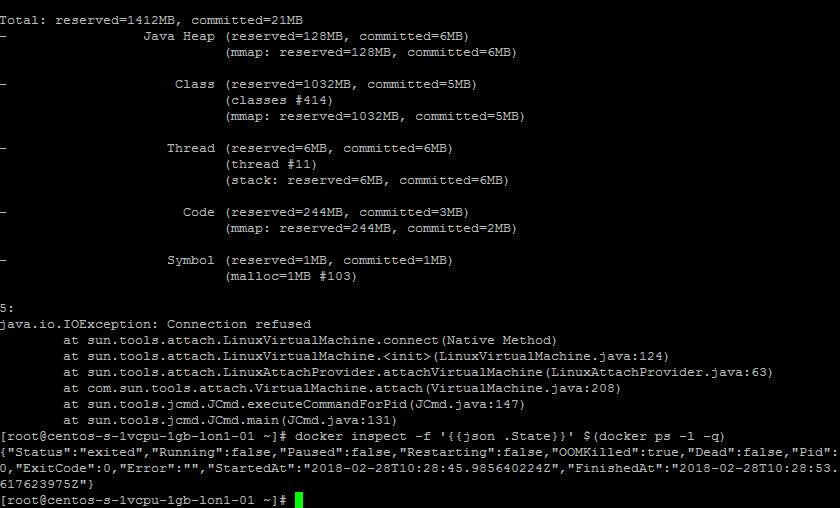 Total: reserved=1412MB, committed=21MB
-                 Java Heap (reserved=128MB, committed=6MB)
                            (mmap: reserved=128MB, committed=6MB)
-                     Class (reserved=1032MB, committed=5MB)
                            (classes #414)
                            (mmap: reserved=1032MB, committed=5MB)
-                    Thread (reserved=6MB, committed=6MB)
                            (thread #11)
                            (stack: reserved=6MB, committed=6MB)
-                      Code (reserved=244MB, committed=3MB)
                            (mmap: reserved=244MB, committed=2MB)
-                    Symbol (reserved=1MB, committed=1MB)
                            (malloc=1MB #103)
5:
java.io.IOException: Connection refused
        at sun.tools.attach.LinuxVirtualMachine.connect(Native Method)
        at sun.tools.attach.LinuxVirtualMachine.<init>(LinuxVirtualMachine.java:124)
        at sun.tools.attach.LinuxAttachProvider.attachVirtualMachine(LinuxAttachProvider.java:63)
        at com.sun.tools.attach.VirtualMachine.attach(VirtualMachine.java:208)
        at sun.tools.jcmd.JCmd.executeCommandForPid(JCmd.java:147)
        at sun.tools.jcmd.JCmd.main(JCmd.java:131)
[root@centos-s-1vcpu-1gb-lon1-01 ~]# docker inspect -f '{{json .State}}' $(docker ps -l -q)
{"Status":"exited","Running":false,"Paused":false,"Restarting":false,"OOMKilled":true,"Dead":false,"Pid":
0,"ExitCode":0,"Error":"","StartedAt":"2018-02-28T10:28:45.985640224Z","FinishedAt":"2018-02-28T10:28:53.
617623975Z"}
[root@centos-s-1vcpu-1gb-lon1-01 ~]#